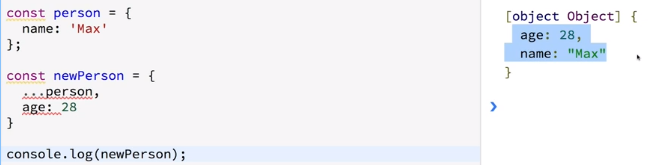 const person = {
  name: 'Max'
};
const newPerson = {
  ...person,
  age: 28
}
console.log(newPerson);
[object Object] {
  age: 28,
  name: "Max"
}